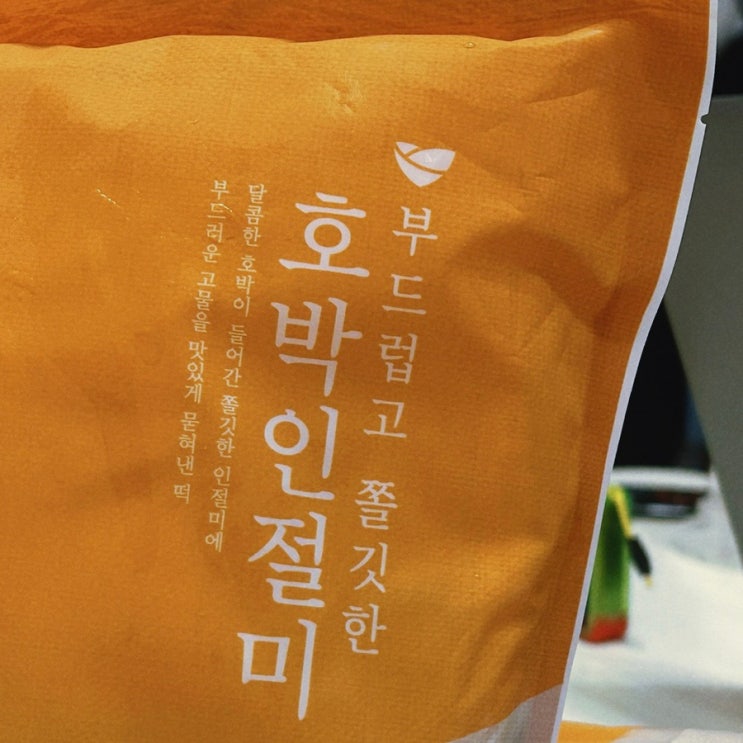 부드럽고 쫄깃한
호박인절미
달콤한 호박이 들어간 쫄깃한 인절미에
부드러운 고물을 맛있게 묻혀낸 떡